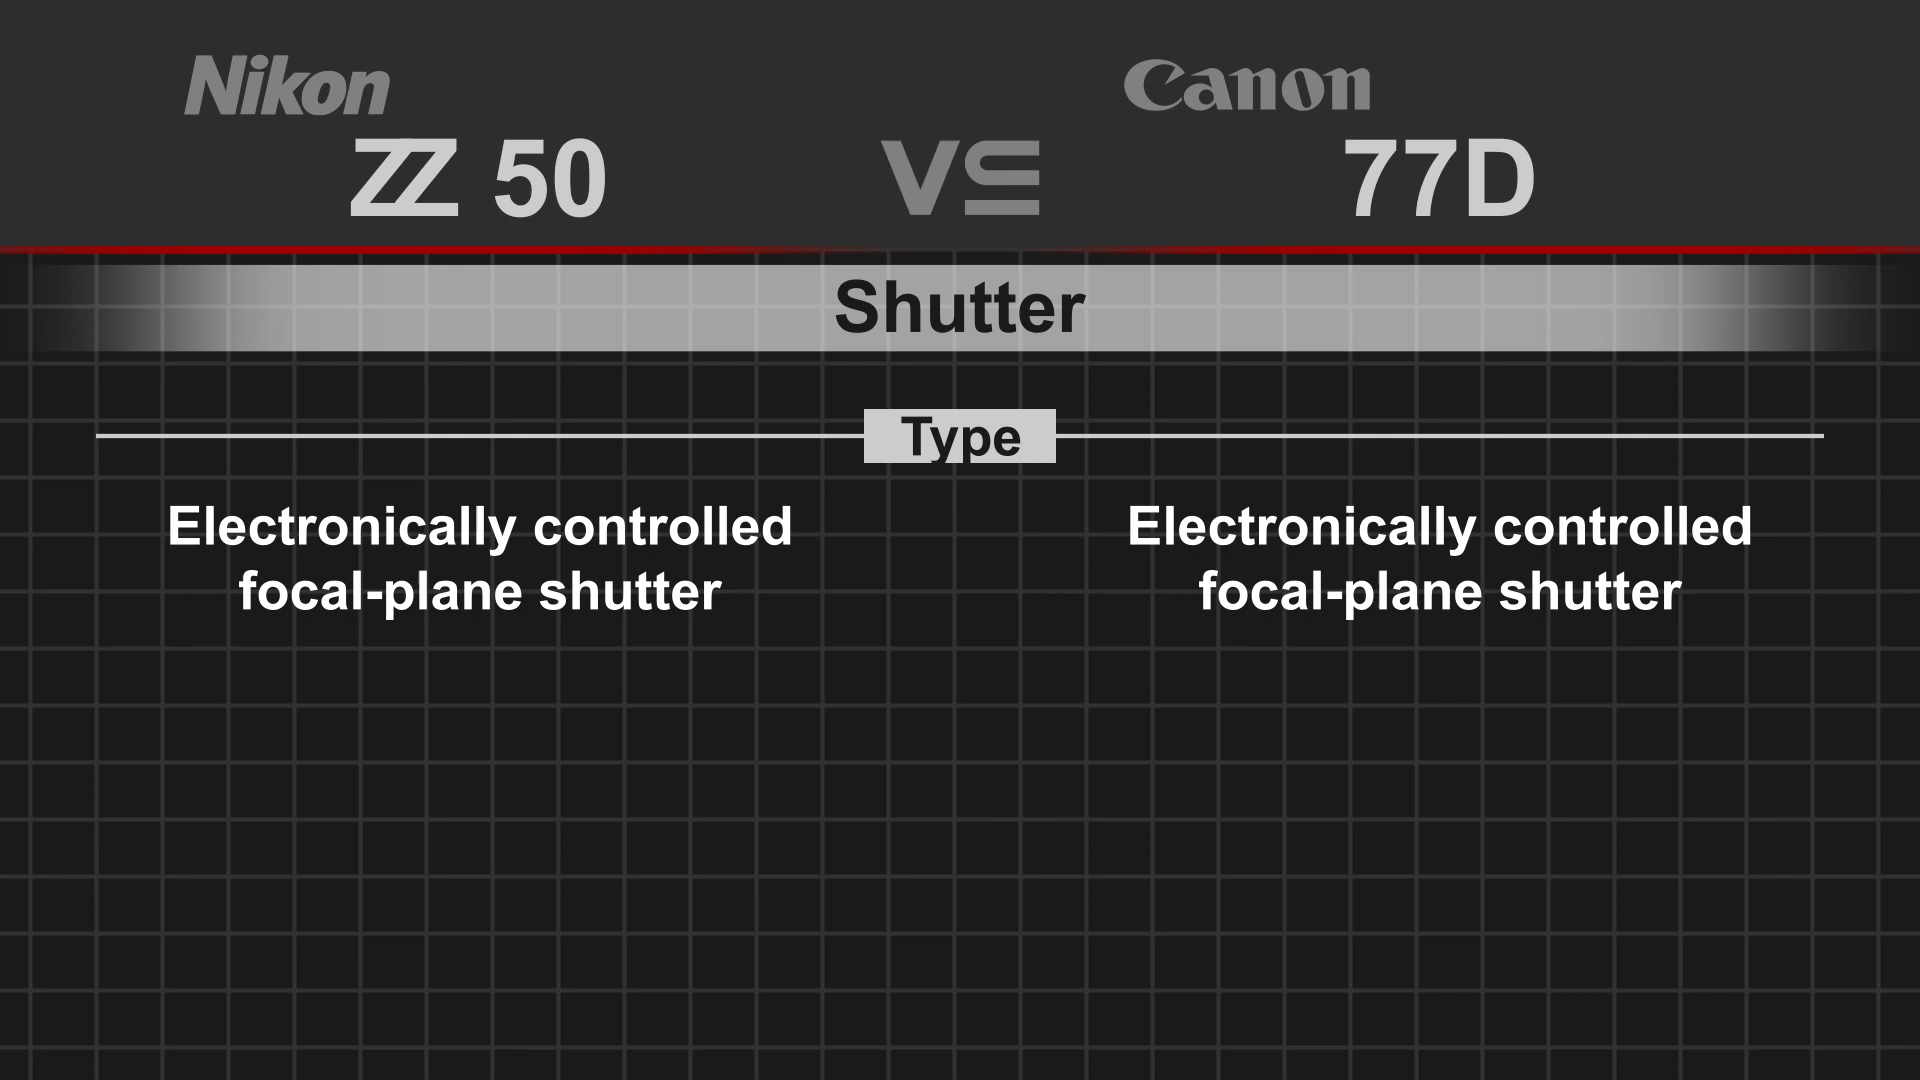 Nikon
Canon
ZZ 50
VS
77D
Shutter
Type
Electronically controlled
focal-plane shutter
Electronically controlled
focal-plane shutter